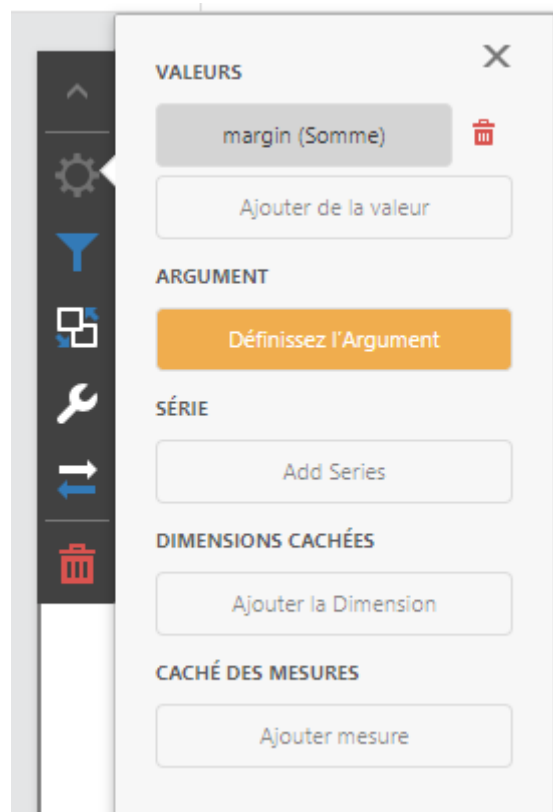 VALEURS
margin (Somme)
Ajouter de la valeur
ARGUMENT
Définissez l'Argument
SÉRIE
Add Series
DIMENSIONS CACHÉES
Ajouter la Dimension
CACHÉ DES MESURES
Ajouter mesure